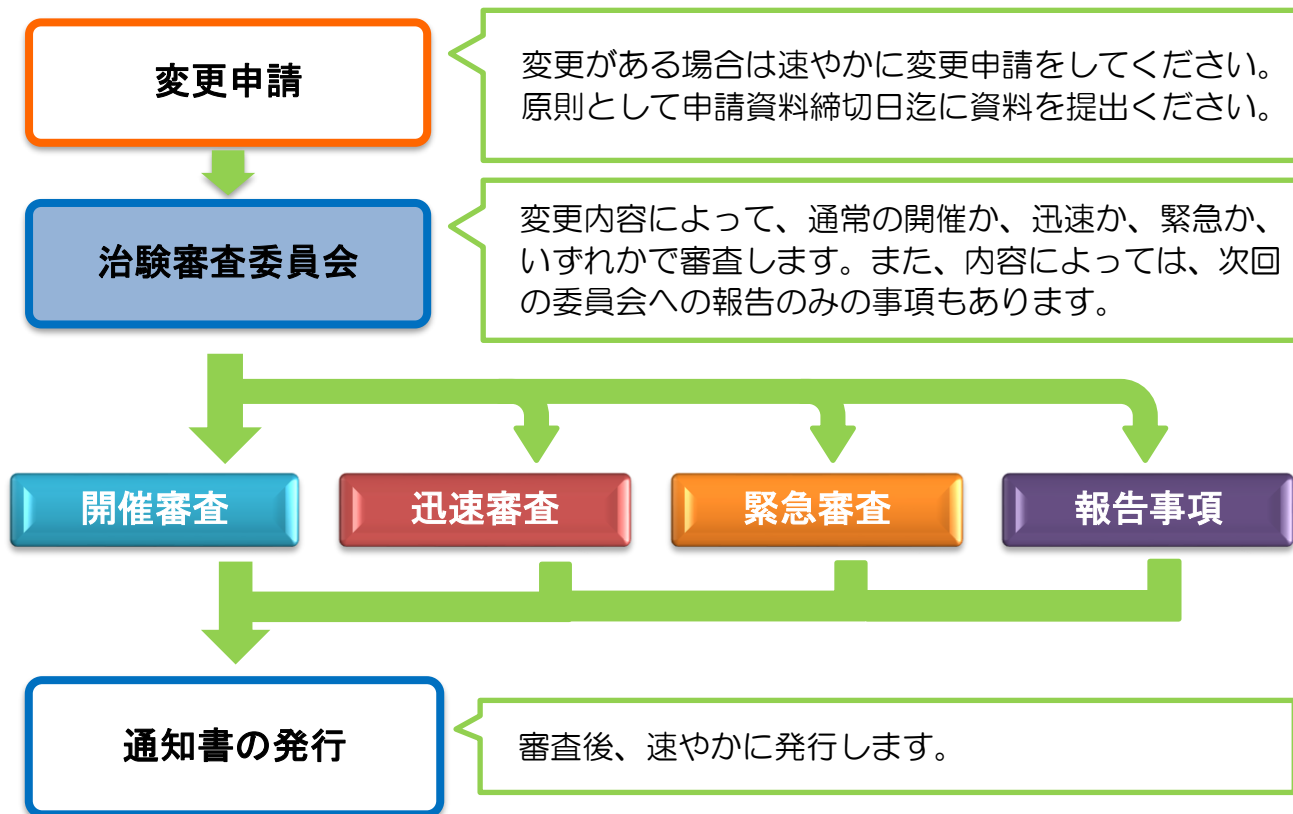 変更申請
変更がある場合は速やかに変更申請をしてください。
原則として申請資料締切日迄に資料を提出ください。
治験審査委員会
変更内容によって、通常の開催か、迅速か、緊急か、
いずれかで審査します。また、内容によっては、次回
の委員会への報告のみの事項もあります。
開催審査
迅速審査
緊急審査
報告事項
通知書の発行
審査後、速やかに発行します。